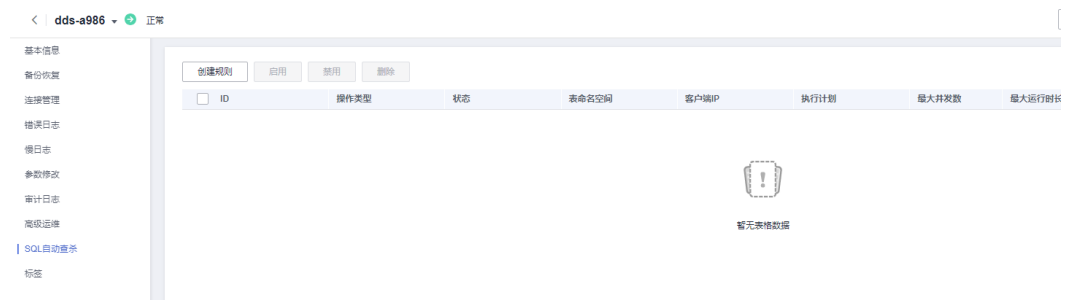 dds-a986 正常
基本信息
备份恢复
连接管理
错误日志
慢日志
参数修改
审计日志
高级运维
SQL自动查杀
标签
创建规则 启用 禁用 删除
ID 操作类型 状态 表命名空间 客户端IP 执行计划 最大并发数 最大运行时长
暂无表格数据